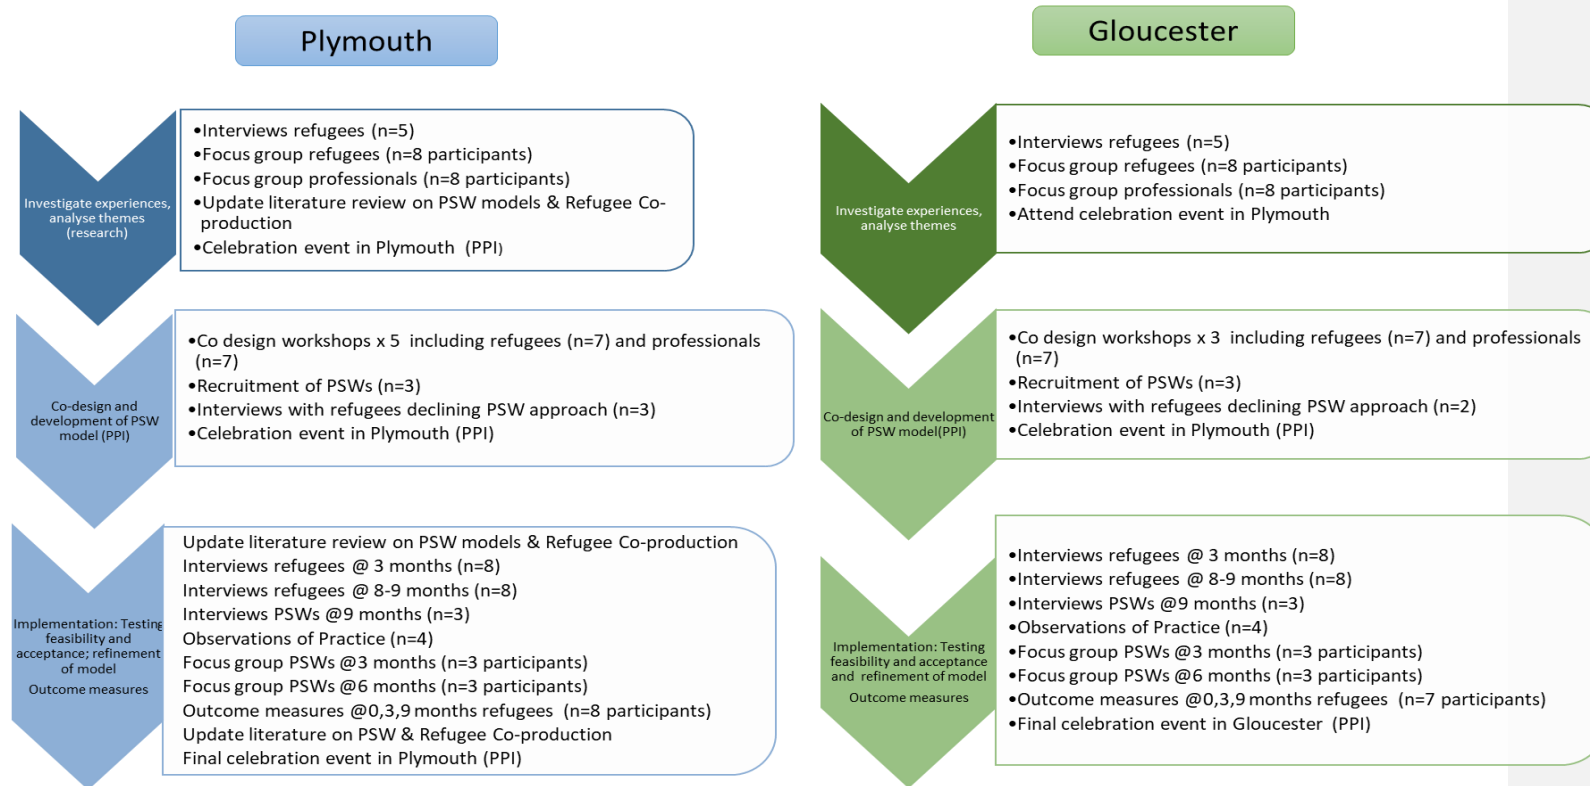 Plymouth
Investigate experiences,
analyse themes
(research)
•Interviews refugees (n=5)
•Focus group refugees (n=8 participants)
•Focus group professionals (n=8 participants)
•Update literature review on PSW models & Refugee Co-
production
•Celebration event in Plymouth (PPI)
Co-design and
development of PSW
model (PPI)
•Co design workshops x 5 including refugees (n=7) and professionals
(n=7)
•Recruitment of PSWs (n=3)
•Interviews with refugees declining PSW approach (n=3)
•Celebration event in Plymouth (PPI)
Implementation: Testing
feasibility and
acceptance; refinement
of model
Outcome measures
Update literature review on PSW models & Refugee Co-production
Interviews refugees @ 3 months (n=8)
Interviews refugees @ 8-9 months (n=8)
Interviews PSWs @9 months (n=3)
Observations of Practice (n=4)
Focus group PSWs @3 months (n=3 participants)
Focus group PSWs @6 months (n=3 participants)
Outcome measures @0,3,9 months refugees (n=8 participants)
Update literature on PSW & Refugee Co-production
Final celebration event in Plymouth (PPI)
Gloucester
Investigate experiences,
analyse themes
•Interviews refugees (n=5)
•Focus group refugees (n=8 participants)
•Focus group professionals (n=8 participants)
•Attend celebration event in Plymouth
Co-design and development
of PSW model(PPI)
•Co design workshops x 3 including refugees (n=7) and professionals
(n=7)
•Recruitment of PSWs (n=3)
•Interviews with refugees declining PSW approach (n=2)
•Celebration event in Plymouth (PPI)
Implementation: Testing
feasibility and acceptance
and refinement of model
Outcome measures
•Interviews refugees @ 3 months (n=8)
•Interviews refugees @ 8-9 months (n=8)
•Interviews PSWs @9 months (n=3)
•Observations of Practice (n=4)
•Focus group PSWs @3 months (n=3 participants)
•Focus group PSWs @6 months (n=3 participants)
•Outcome measures @0,3,9 months refugees (n=7 participants)
•Final celebration event in Gloucester (PPI)